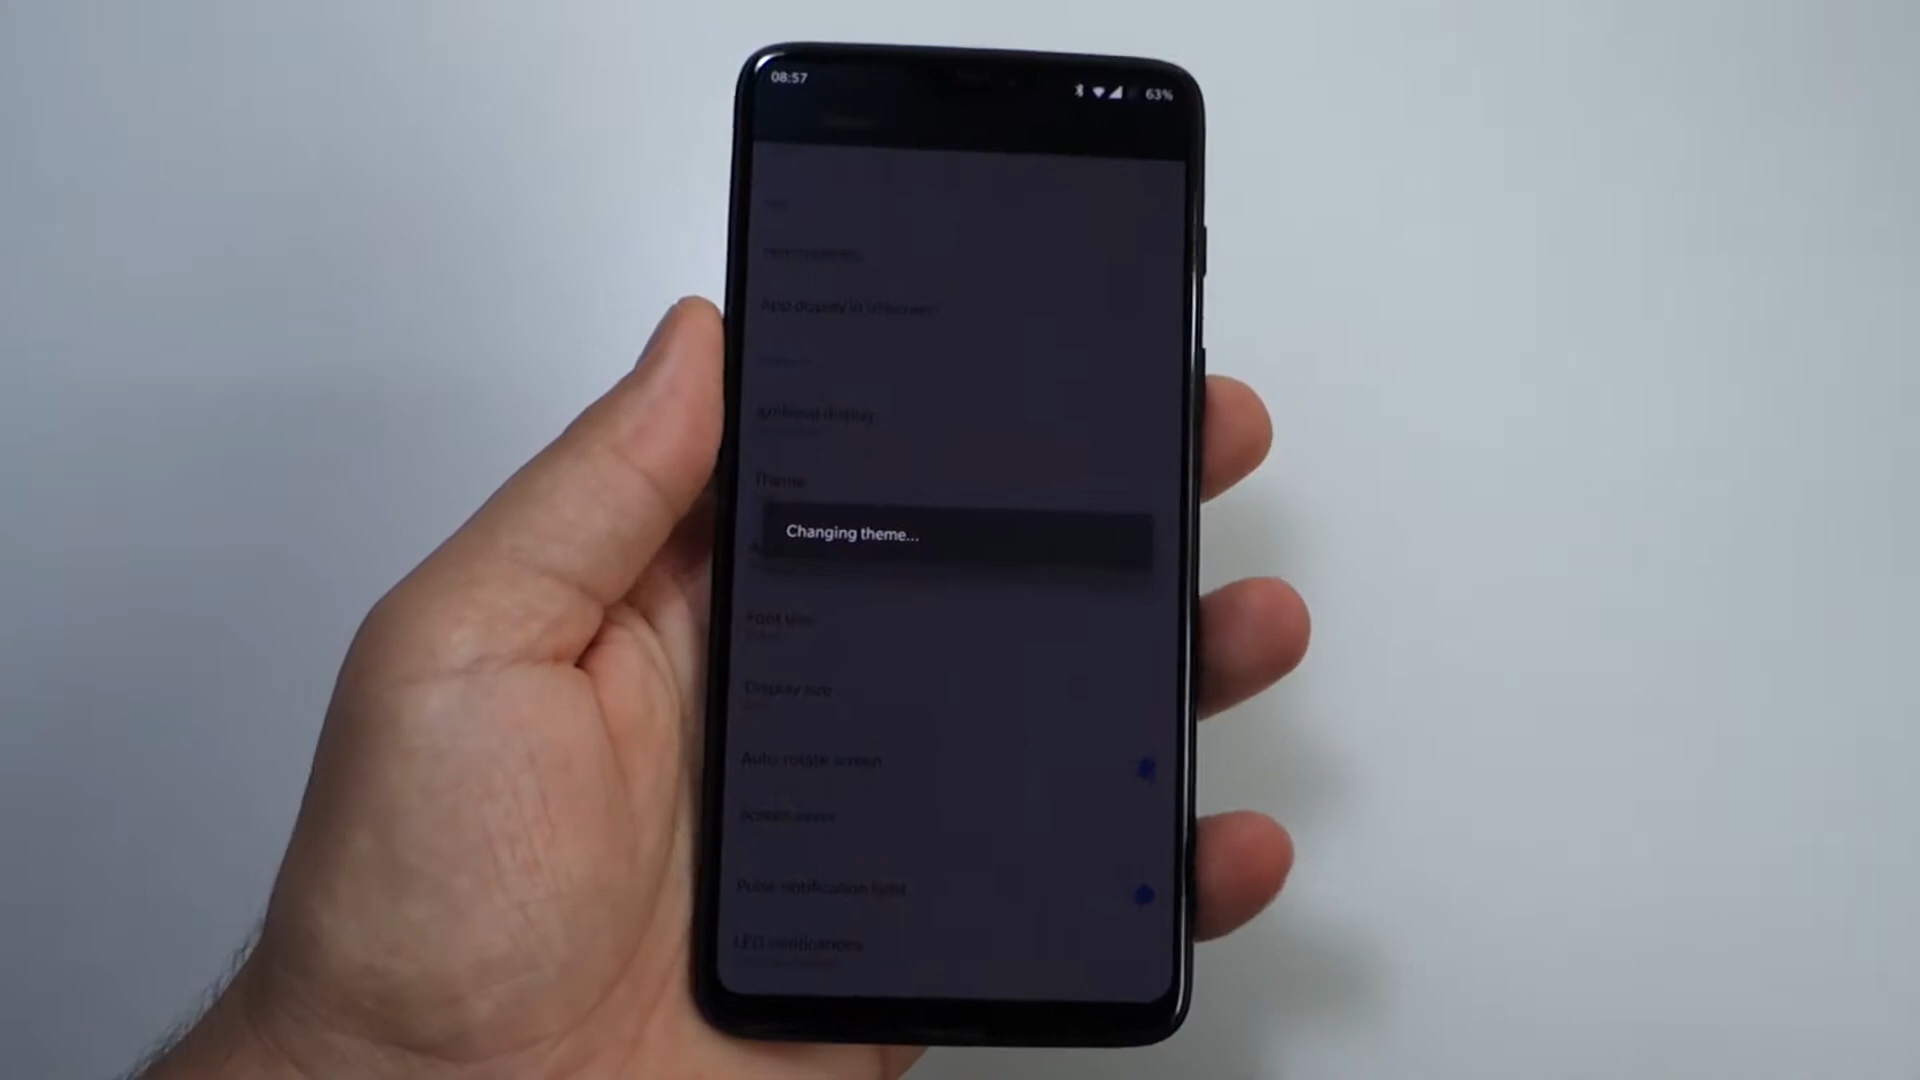 08:57
63%
App display in fullscreen
Ambient display
Theme
Changing theme...
Font size
Display size
Auto-rotate screen
Screen saver
Pulse notification light
LED notifications